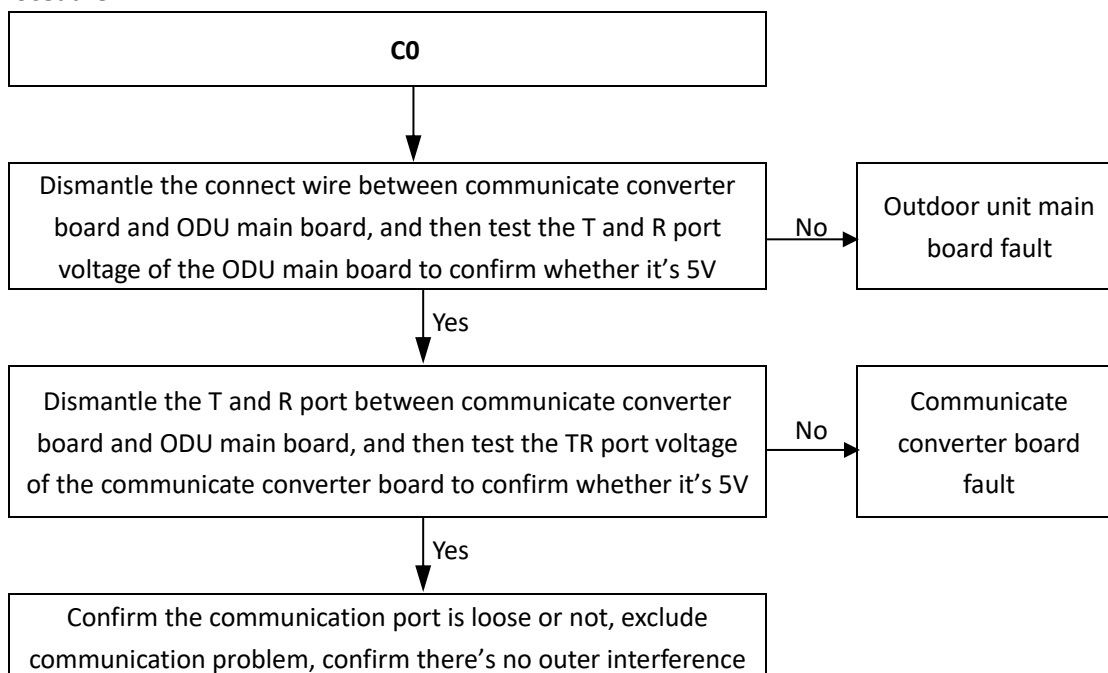 C0
Dismantle the connect wire between communicate converter
board and ODU main board, and then test the T and R port
voltage of the ODU main board to confirm whether it’s 5V
No
Outdoor unit main
board fault
Yes
Dismantle the T and R port between communicate converter
board and ODU main board, and then test the TR port voltage
of the communicate converter board to confirm whether it’s 5V
No
Communicate
converter board
fault
Yes
Confirm the communication port is loose or not, exclude
communication problem, confirm there’s no outer interference